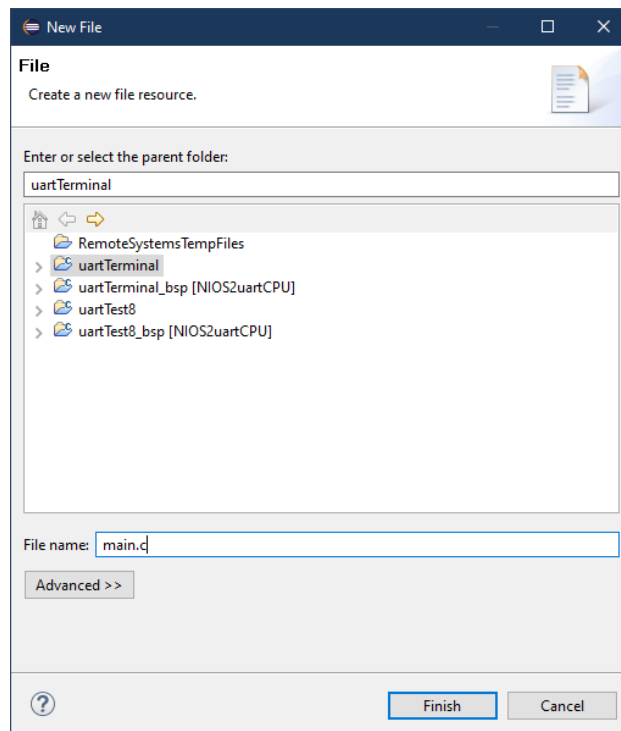 New File
File
Create a new file resource.
Enter or select the parent folder:
uartTerminal
RemoteSystemsTempFiles
uartTerminal
uartTerminal_bsp [NIOS2uartCPU]
uartTest8
uartTest8_bsp [NIOS2uartCPU]
File name: main.c
Advanced >>
? Finish Cancel